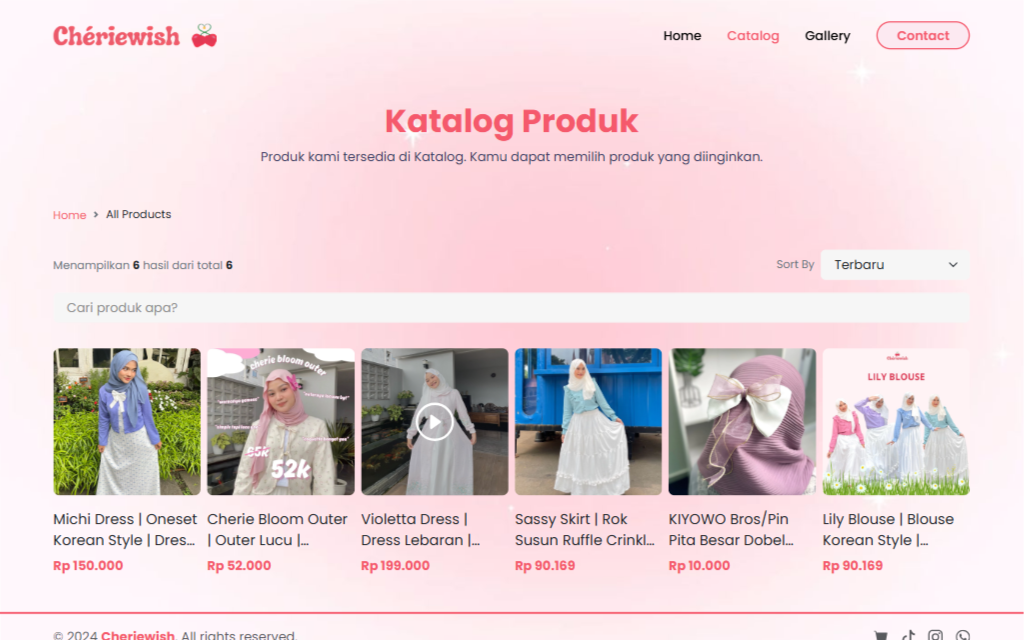 Chériewish
Home Catalog Gallery Contact
Katalog Produk
Produk kami tersedia di Katalog. Kamu dapat memilih produk yang diinginkan.
Home > All Products
Menampilkan 6 hasil dari total 6
Sort By Terbaru
Cari produk apa?
cherie bloom outer
52k
LILY BLOUSE
Michi Dress | Oneset
Korean Style | Dres...
Rp 150.000
Cherie Bloom Outer
| Outer Lucu |...
Rp 52.000
Violetta Dress |
Dress Lebaran |...
Rp 199.000
Sassy Skirt | Rok
Susun Ruffle Crinkl...
Rp 90.169
KIYOWO Bros/Pin
Pita Besar Dobel...
Rp 10.000
Lily Blouse | Blouse
Korean Style |...
Rp 90.169
© 2024 Cheriewish. All rights reserved.